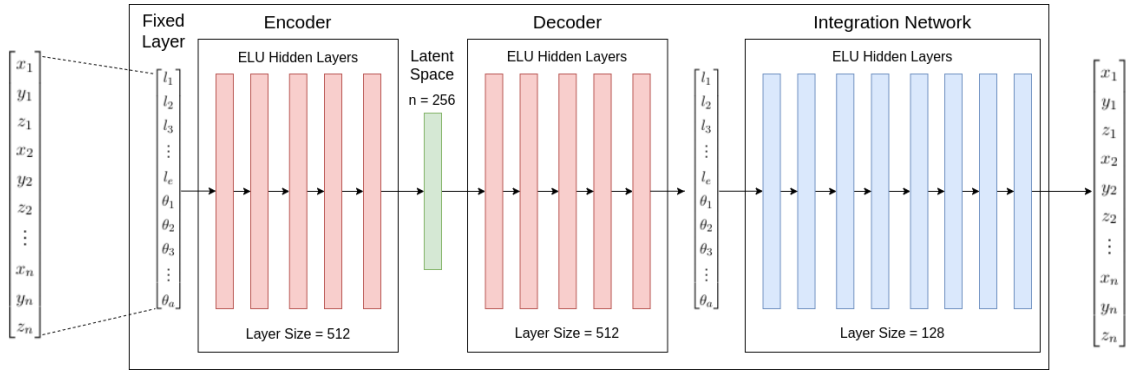 Fixed
Layer
Encoder
Decoder
Integration Network
x₁
y₁
z₁
x₂
y₂
z₂
⋮
xₙ
yₙ
zₙ
l₁
l₂
l₃
⋮
lₑ
θ₁
θ₂
θ₃
⋮
θₐ
ELU Hidden Layers
Layer Size = 512
Latent
Space
n = 256
ELU Hidden Layers
Layer Size = 512
l₁
l₂
l₃
⋮
lₑ
θ₁
θ₂
θ₃
⋮
θₐ
ELU Hidden Layers
Layer Size = 128
x₁
y₁
z₁
x₂
y₂
z₂
⋮
xₙ
yₙ
zₙ